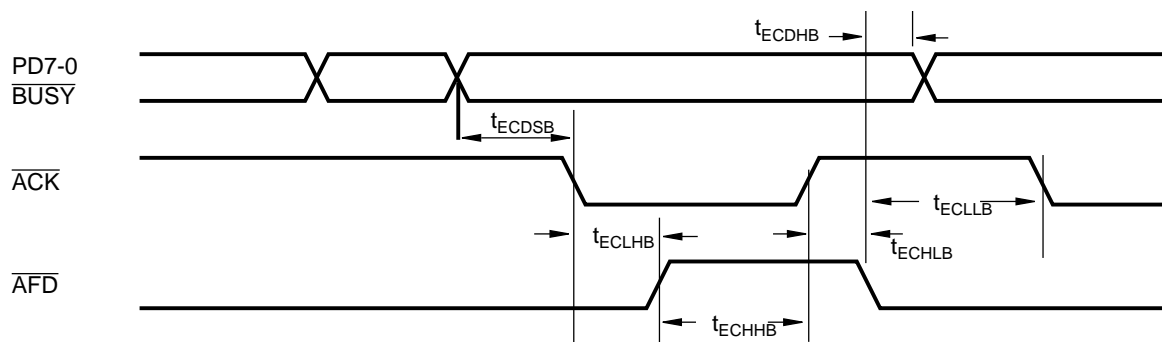 tECDHB
PD7-0
BUSY
tECDSB
ACK
tECLLB
tECLHB
tECHLB
AFD
tECHHB